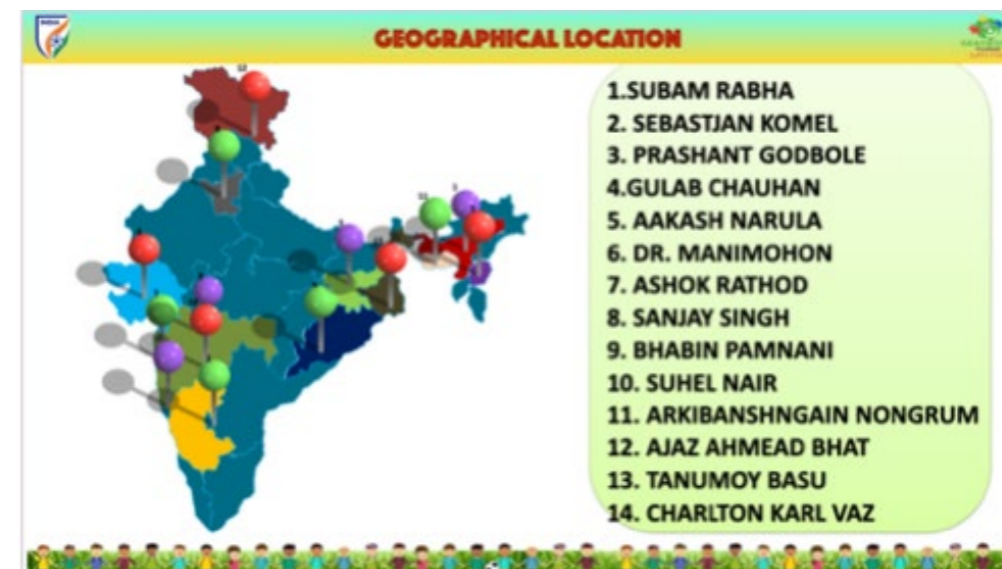 INDIA
GEOGRAPHICAL LOCATION
1.SUBAM RABHA
2. SEBASTJAN KOMEL
3. PRASHANT GODBOLE
4.GULAB CHAUHAN
5. AAKASH NARULA
6. DR. MANIMOHON
7. ASHOK RATHOD
8. SANJAY SINGH
9. BHABIN PAMNANI
10. SUHEL NAIR
11. ARKIBANSHNGAIN NONGRUM
12. AJAZ AHMEAD BHAT
13. TANUMOY BASU
14. CHARLTON KARL VAZ